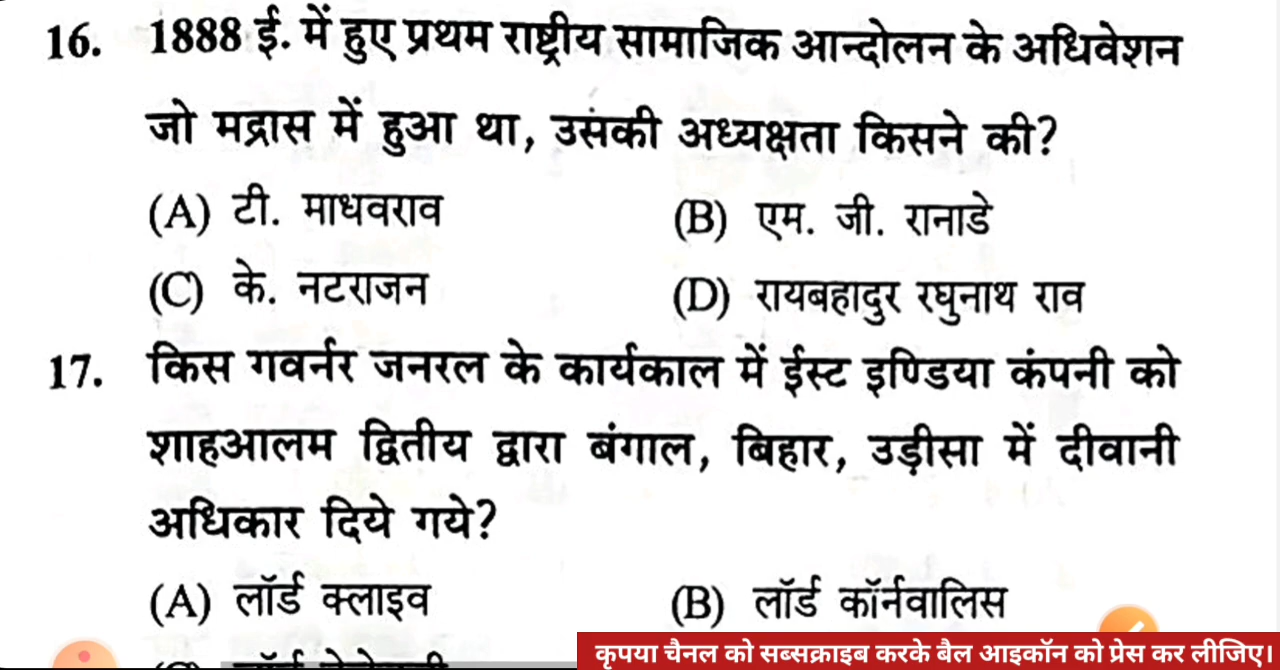 16. 1888 ई. में हुए प्रथम राष्ट्रीय सामाजिक आन्दोलन के अधिवेशन
जो मद्रास में हुआ था, उसकी अध्यक्षता किसने की?
(A) टी. माधवराव (B) एम. जी. रानाडे
(C) के. नटराजन (D) रायबहादुर रघुनाथ राव
17. किस गवर्नर जनरल के कार्यकाल में ईस्ट इण्डिया कंपनी को
शाहआलम द्वितीय द्वारा बंगाल, बिहार, उड़ीसा में दीवानी
अधिकार दिये गये?
(A) लॉर्ड क्लाइव (B) लॉर्ड कॉर्नवालिस
कृपया चैनल को सब्सक्राइब करके बैल आइकॉन को प्रेस कर लीजिए।